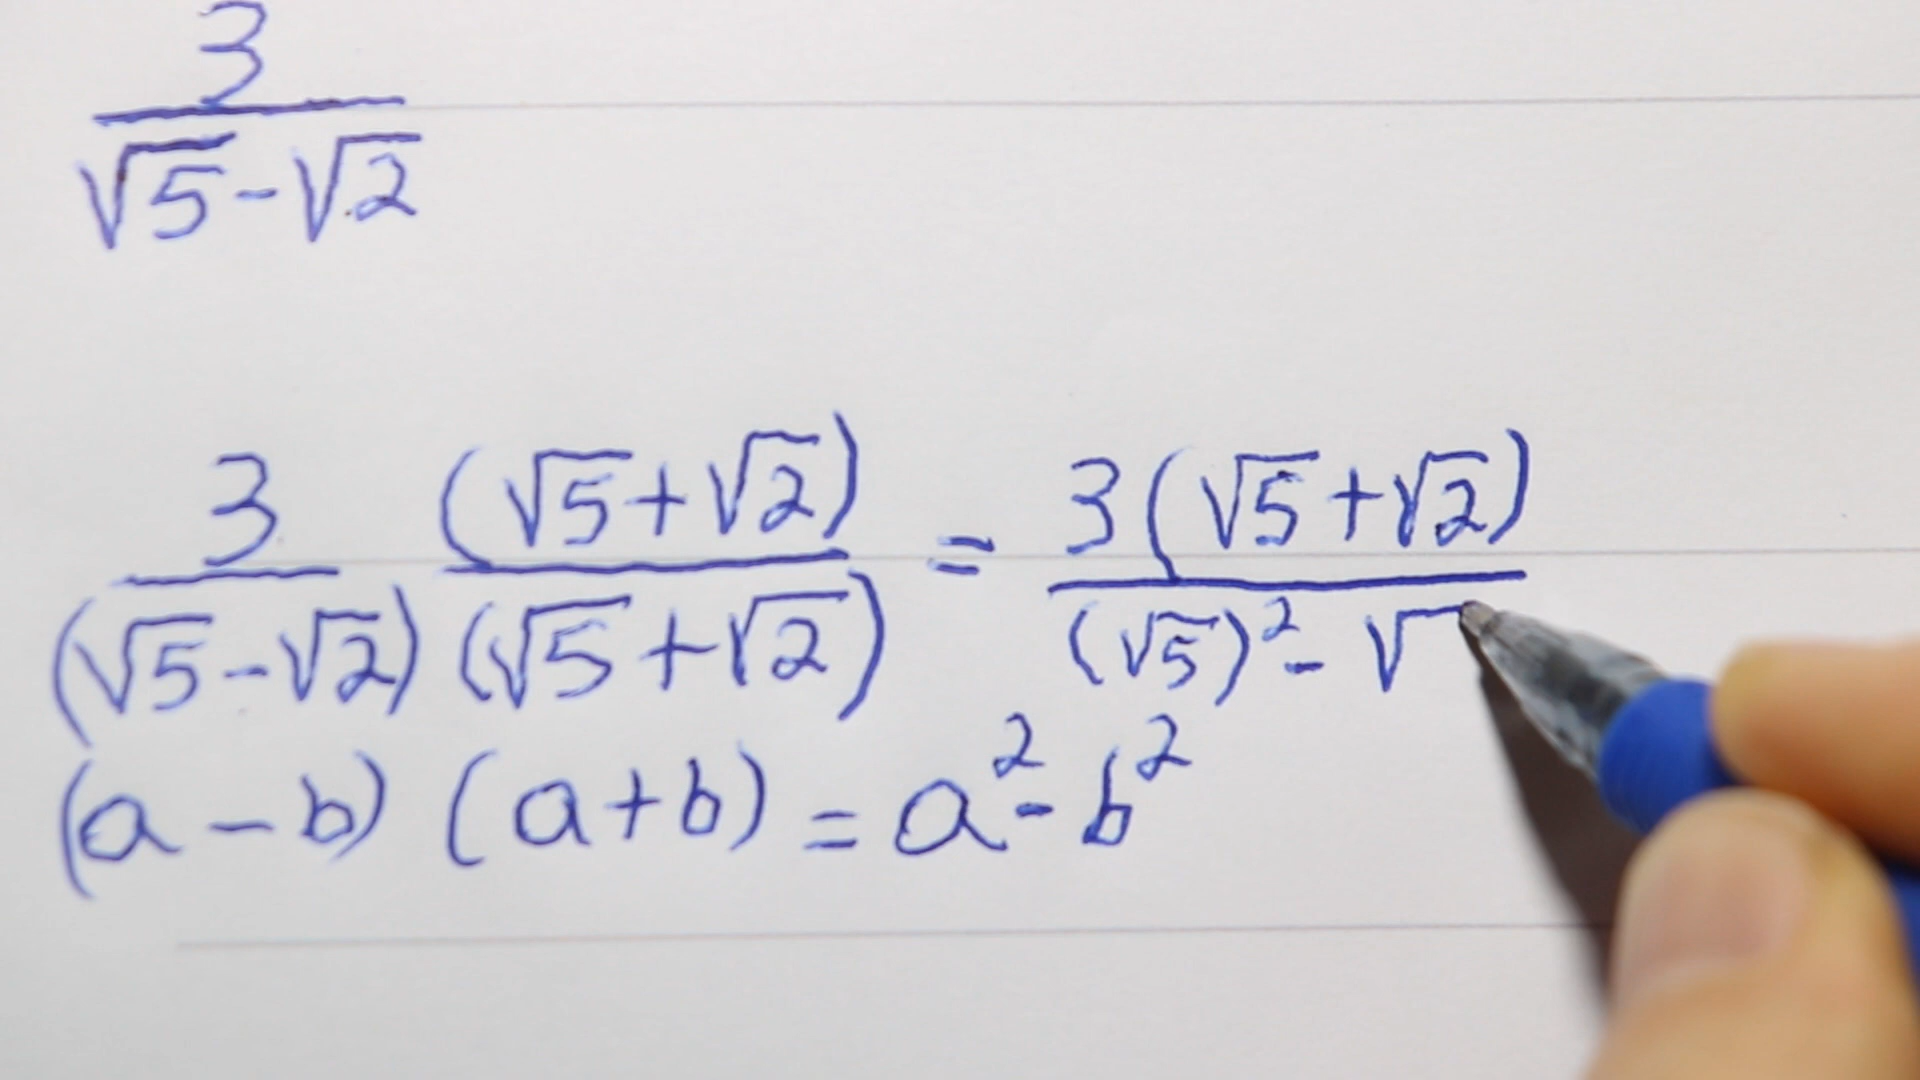 3
√5-√2
3 (√5+√2) = 3(√5+√2)
(√5-√2) (√5+√2) (√5)²-√
(a-b) (a+b) = a²-b²